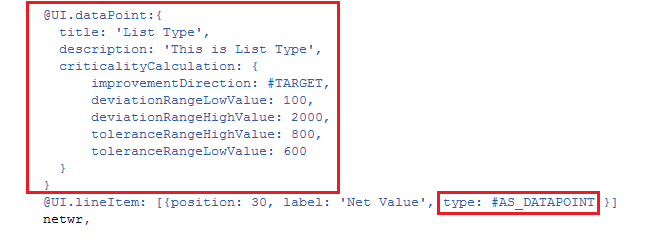 @UI.dataPoint:{
title: 'List Type',
description: 'This is List Type',
criticalityCalculation: {
improvementDirection: #TARGET,
deviationRangeLowValue: 100,
deviationRangeHighValue: 2000,
toleranceRangeHighValue: 800,
toleranceRangeLowValue: 600
}
}
@UI.lineItem: [{position: 30, label: 'Net Value', type: #AS_DATAPOINT }]
netwr,